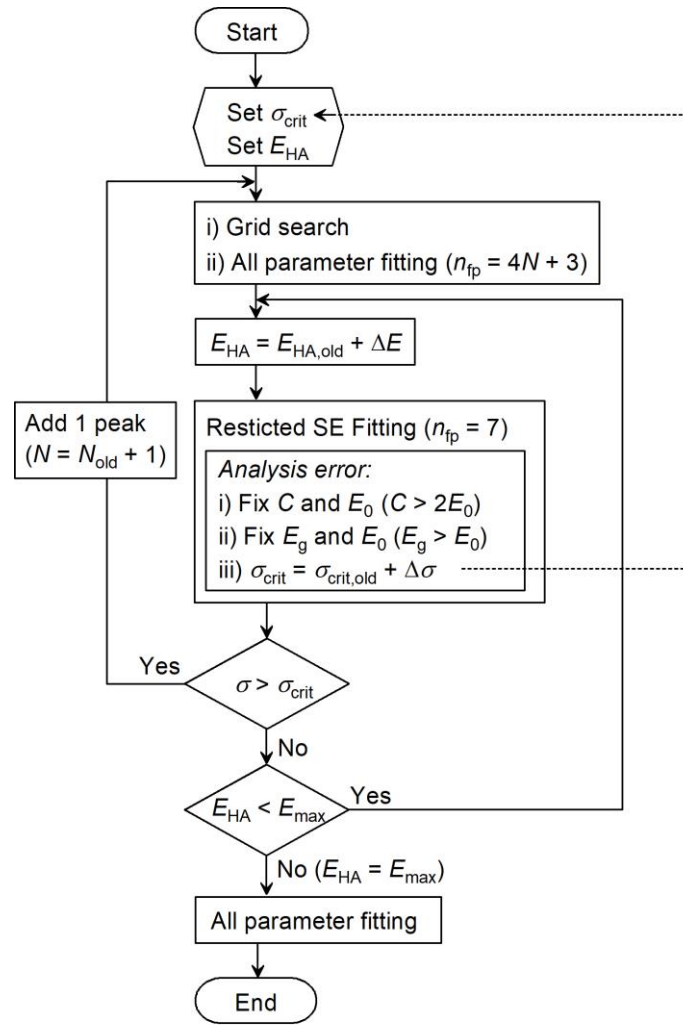 Start
Set σcrit
Set EHA
i) Grid search
ii) All parameter fitting (nfp = 4N + 3)
EHA = EHA,old + ΔE
Add 1 peak
(N = Nold + 1)
Resticted SE Fitting (nfp = 7)
Analysis error:
i) Fix C and E0 (C > 2E0)
ii) Fix Eg and E0 (Eg > E0)
iii) σcrit = σcrit,old + Δσ
Yes
σ > σcrit
No
EHA < Emax
Yes
No (EHA = Emax)
All parameter fitting
End